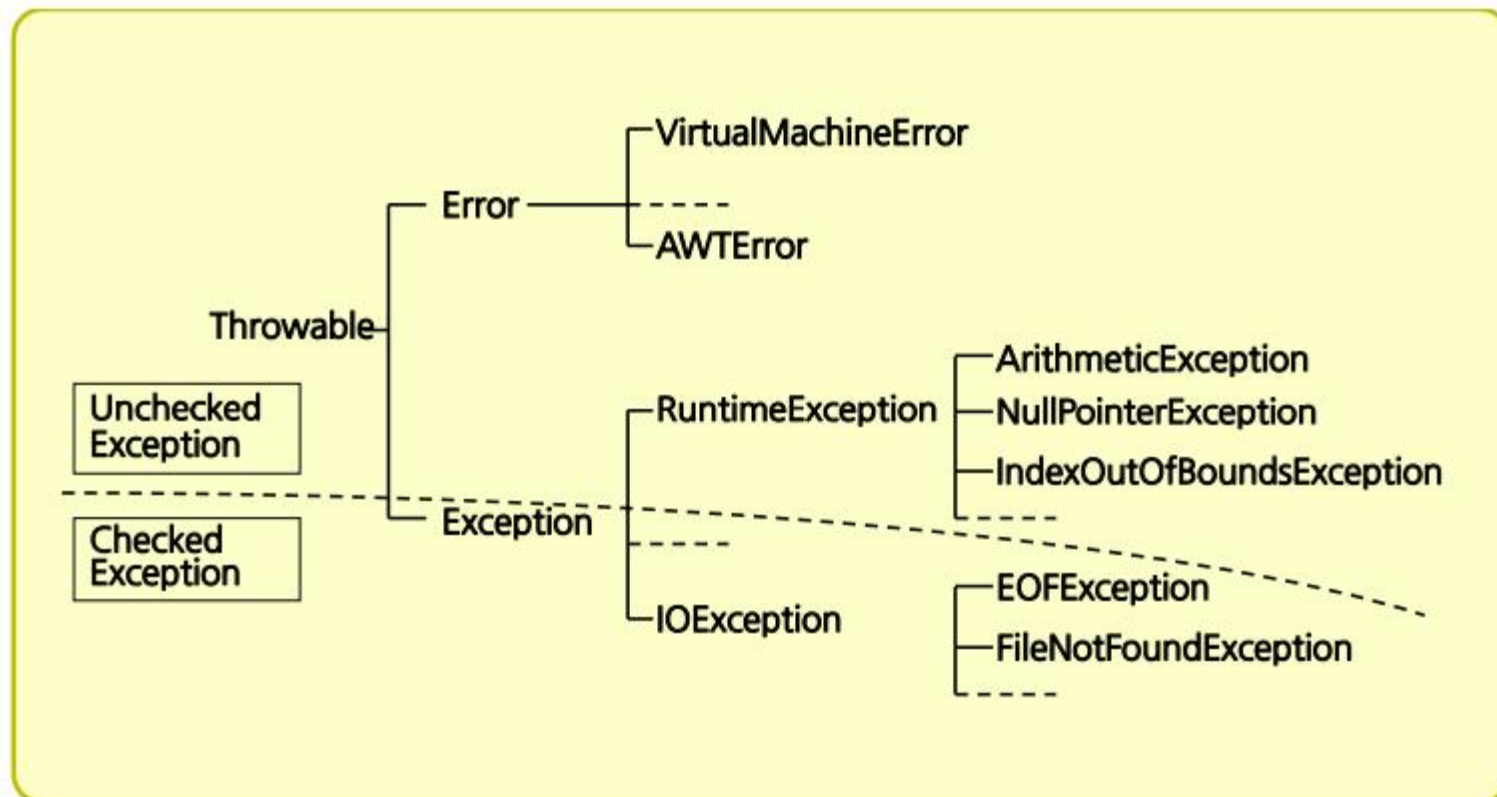 VirtualMachineError
Error
AWTError
Throwable
ArithmeticException
Unchecked
Exception
RuntimeException
NullPointerException
IndexOutOfBoundsException
Checked
Exception
Exception
EOFException
IOException
FileNotFoundException